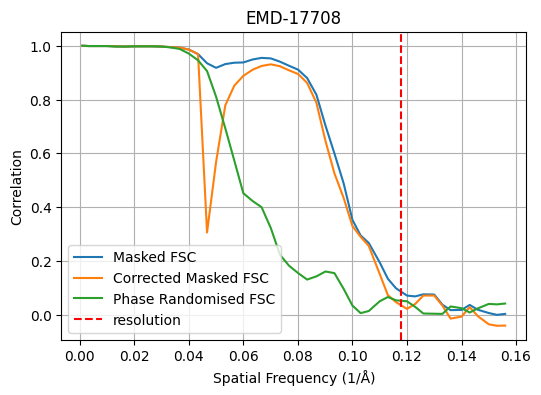 EMD-17708
1.0
0.8
0.6
0.4
0.2
0.0
Correlation
Masked FSC
Corrected Masked FSC
Phase Randomised FSC
resolution
0.00 0.02 0.04 0.06 0.08 0.10 0.12 0.14 0.16
Spatial Frequency (1/Å)